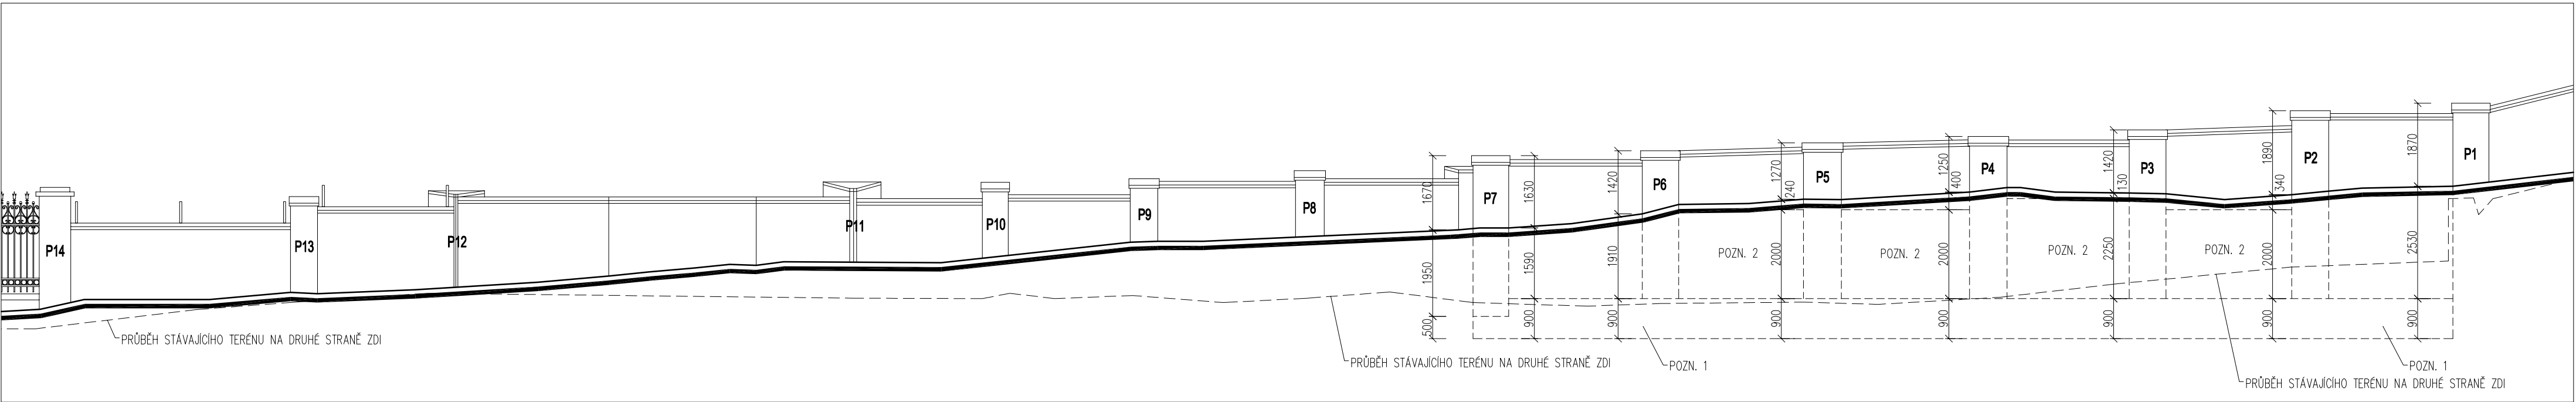 P14
P13
P12
P11
P10
P9
P8
P7
P6
P5
P4
P3
P2
P1
1670
1630
1420
1270
240
1250
400
1420
130
1890
340
1870
1950
1590
1910
2000
2000
2250
2000
2530
500
900
900
900
900
900
900
900
POZN. 2
POZN. 2
POZN. 2
POZN. 2
PRŮBĚH STÁVAJÍCÍHO TERÉNU NA DRUHÉ STRANĚ ZDI
PRŮBĚH STÁVAJÍCÍHO TERÉNU NA DRUHÉ STRANĚ ZDI
POZN. 1
POZN. 1
PRŮBĚH STÁVAJÍCÍHO TERÉNU NA DRUHÉ STRANĚ ZDI